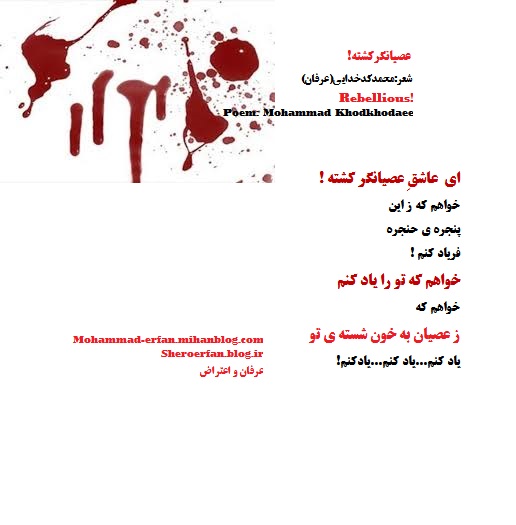 عصیانگر کشته!
شعر:محمدکدخدایی(عرفان)
Rebellious!
Poem: Mohammad Khodkhodaee
ای عاشقِ عصیانگر کشته !
خواهم که ز این
پنجره ی حنجره
فریاد کنم !
خواهم که تو را یاد کنم
خواهم که
ز عصیان به خون شسته ی تو
یاد کنم...یاد کنم...یادکنم!
Mohammad-erfan.mihanblog.com
Sheroerfan.blog.ir
عرفان و اعتراض